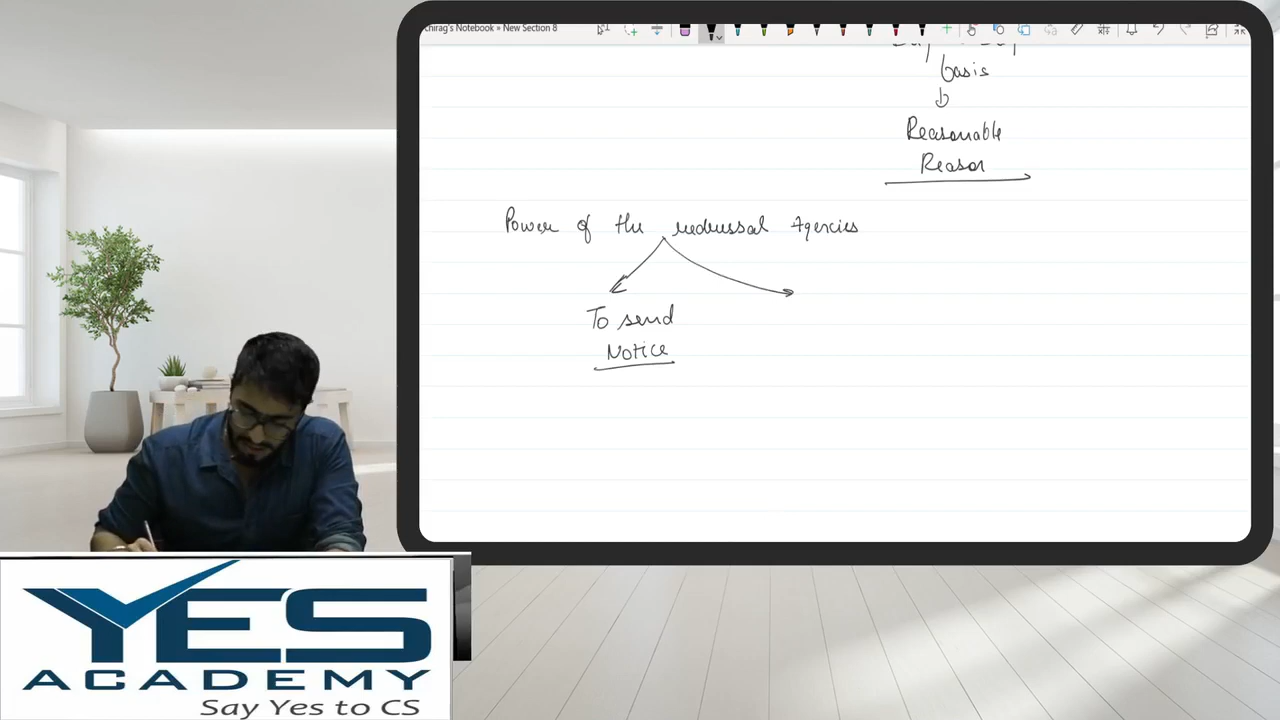 chirag's Notebook » New Section 8
basis
Reasonable
Reason
Power of the redressal Agencies
To send
Notice
YES
ACADEMY
Say Yes to CS